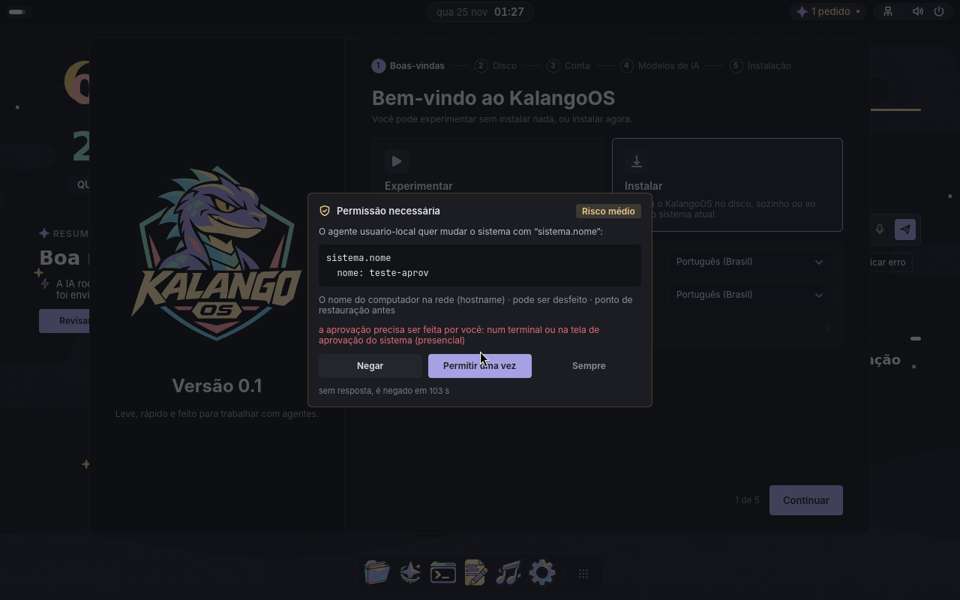 qua 25 nov 01:27
1 pedido
1 Boas-vindas
2 Disco
3 Conta
4 Modelos de IA
5 Instalação
Bem-vindo ao KalangoOS
Você pode experimentar sem instalar nada, ou instalar agora.
Experimentar
Instalar
o KalangoOS no disco, sozinho ou ao
sistema atual.
Permissão necessária
Risco médio
O agente usuario-local quer mudar o sistema com "sistema.nome":
sistema.nome
nome: teste-aprov
O nome do computador na rede (hostname) · pode ser desfeito · ponto de
restauração antes
a aprovação precisa ser feita por você: num terminal ou na tela de
aprovação do sistema (presencial)
Negar
Permitir uma vez
Sempre
sem resposta, é negado em 103 s
Português (Brasil)
Português (Brasil)
RESUM
Boa
A IA ro
foi envi
Revisar
icar erro
ação
KALANGO
OS
Versão 0.1
Leve, rápido e feito para trabalhar com agentes.
1 de 5
Continuar